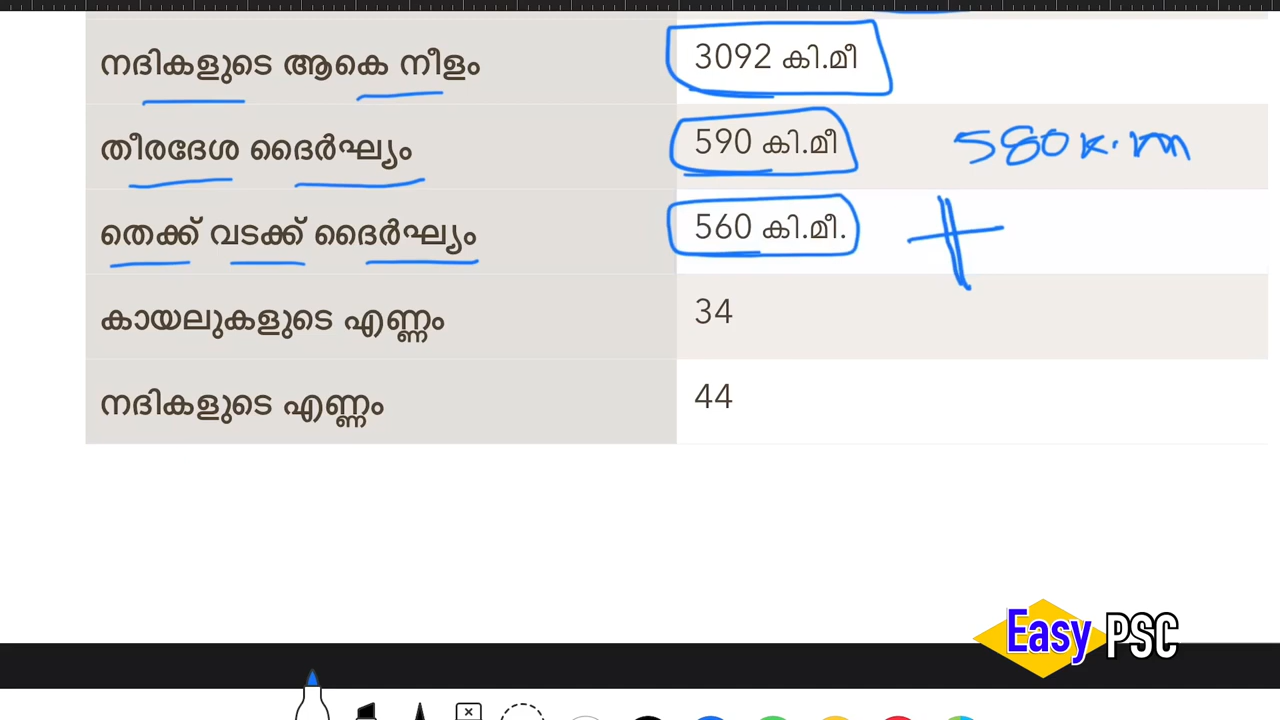 നദികളുടെ ആകെ നീളം 3092 കി.മീ
തീരദേശ ദൈർഘ്യം 590 കി.മീ 580 K.m
തെക്ക് വടക്ക് ദൈർഘ്യം 560 കി.മീ.
കായലുകളുടെ എണ്ണം 34
നദികളുടെ എണ്ണം 44
Easy PSC